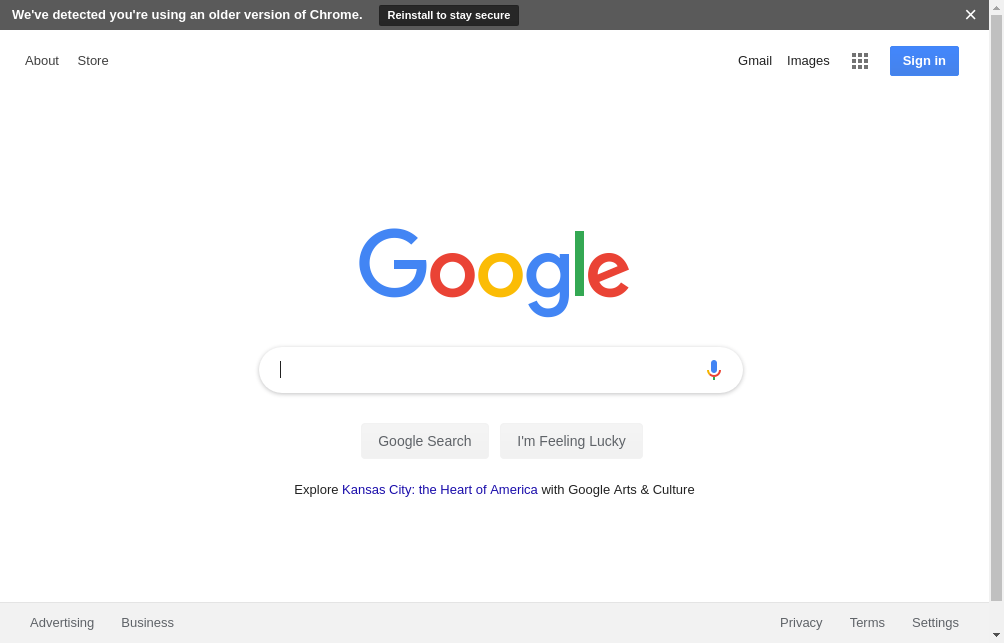 We've detected you're using an older version of Chrome. Reinstall to stay secure
About Store Gmail Images Sign in
Google
Google Search I'm Feeling Lucky
Explore Kansas City: the Heart of America with Google Arts & Culture
Advertising Business Privacy Terms Settings